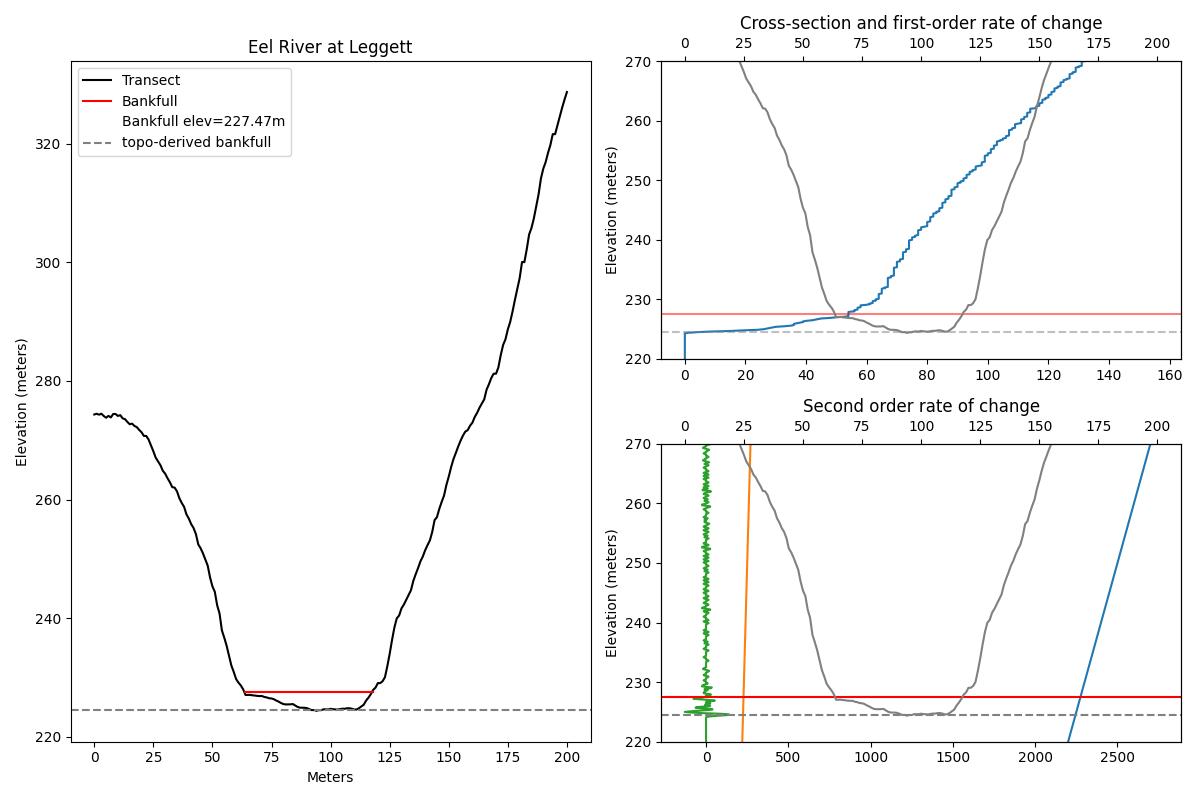 Eel River at Leggett
Transect
Bankfull
Bankfull elev=227.47m
topo-derived bankfull
Elevation (meters)
320
300
280
260
240
220
0 25 50 75 100 125 150 175 200
Meters
Cross-section and first-order rate of change
0 25 50 75 100 125 150 175 200
Elevation (meters)
270
260
250
240
230
220
0 20 40 60 80 100 120 140 160
Second order rate of change
0 25 50 75 100 125 150 175 200
Elevation (meters)
270
260
250
240
230
220
0 500 1000 1500 2000 2500